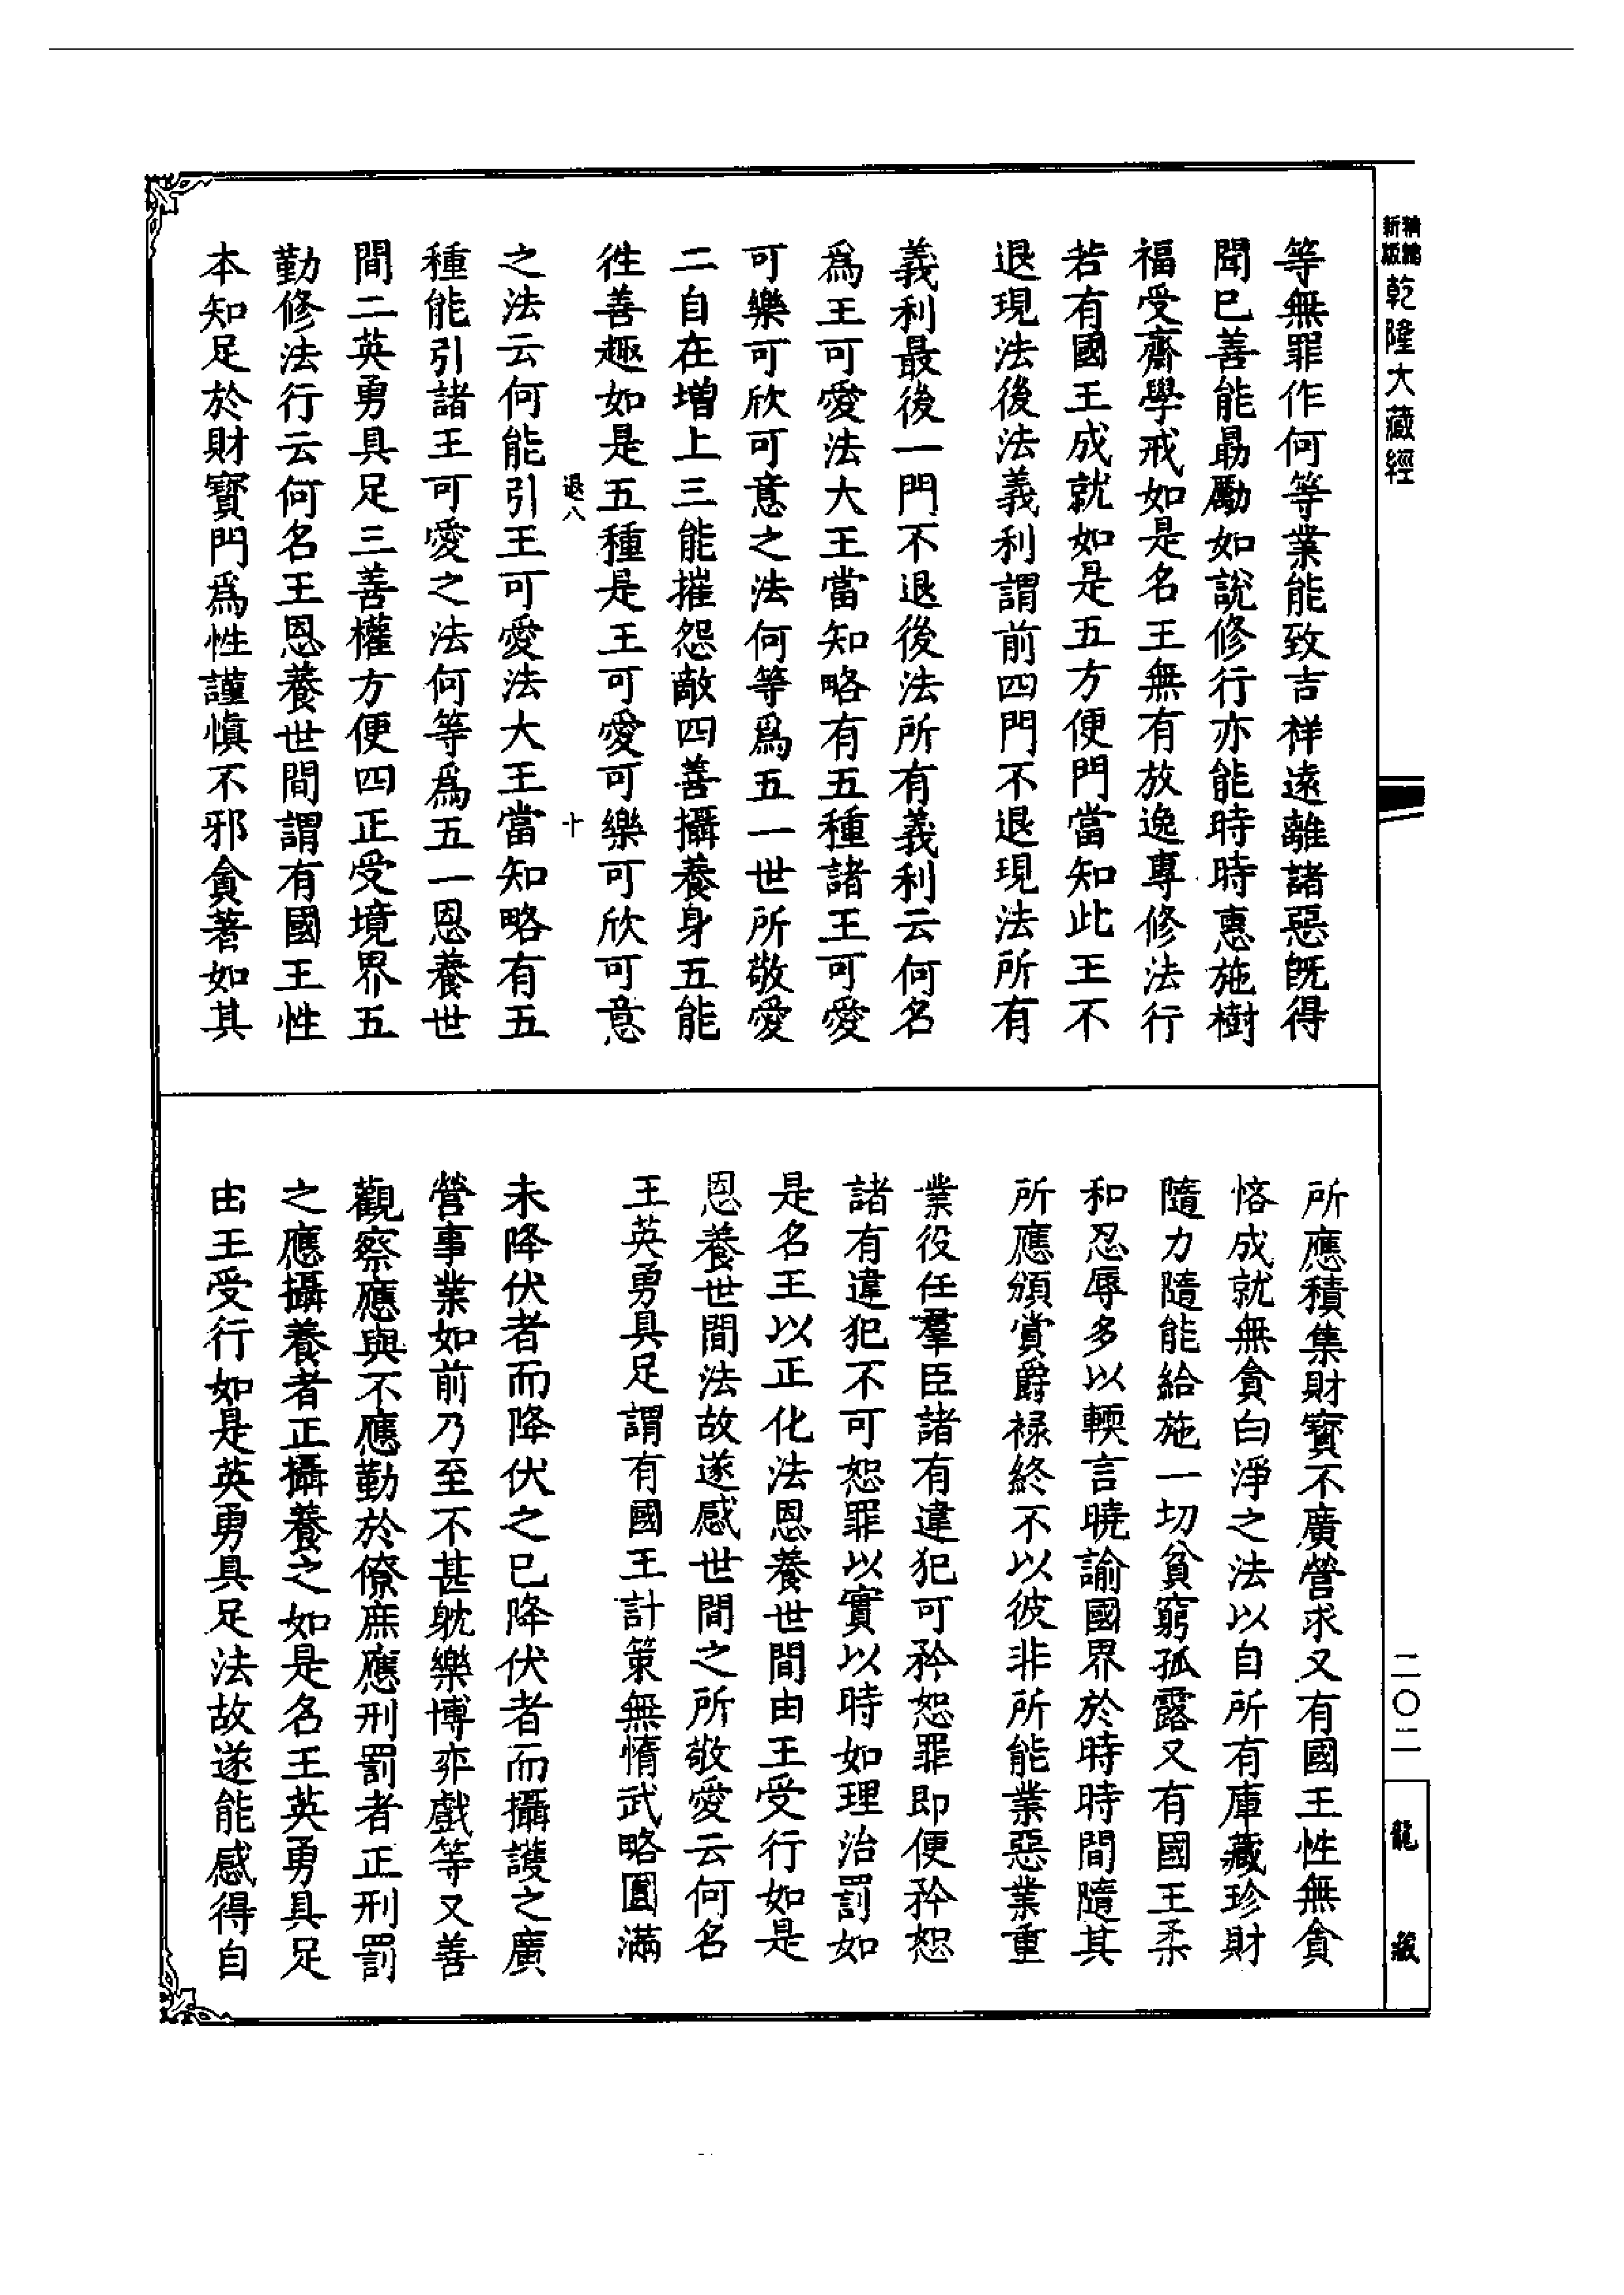 新編
縮版
乾隆大藏經
等無罪作何等業能致吉祥遠離諸惡既得
聞已善能勗勵如說修行亦能時時惠施樹
福受齋學戒如是名王無有放逸專修法行
若有國王成就如是五方便門當知此王不
退現法後法義利謂前四門不退現法所有
義利最後一門不退後法所有義利云何名
為王可愛法大王當知略有五種諸王可愛
可樂可欣可意之法何等爲五一世所敬愛
二自在增上三能摧怨敵四善攝養身五能
徃善趣如是五種是王可愛可樂可欣可意
退八
十
之法云何能引王可愛法大王當知略有五
種能引諸王可愛之法何等爲五一恩養世
間二英勇具足三善權方便四正受境界五
勤修法行云何名王恩養世間謂有國王性
本知足於財寶門爲性謹慎不邪貪著如其
所應積集財寶不廣營求又有國王性無貪
悋成就無貪白淨之法以自所有庫藏珍財
隨力隨能給施一切貧窮孤露又有國王柔
和忍辱多以輭言曉諭國界於時時間隨其
所應頒賞爵祿終不以彼非所能業惡業重
業役任羣臣諸有違犯可矜恕罪即便矜恕
諸有違犯不可恕罪以實以時如理治罰如
是名王以正化法恩養世間由王受行如是
恩養世間法故遂感世間之所敬愛云何名
王英勇具足謂有國王計策無惰武略圓滿
未降伏者而降伏之已降伏者而攝護之廣
營事業如前乃至不甚躭樂博弈戲等又善
觀察應與不應勤於僚庶應刑罰者正刑罰
之應攝養者正攝養之如是名王英勇具足
由王受行如是英勇具足法故遂能感得自
二〇二
龍藏